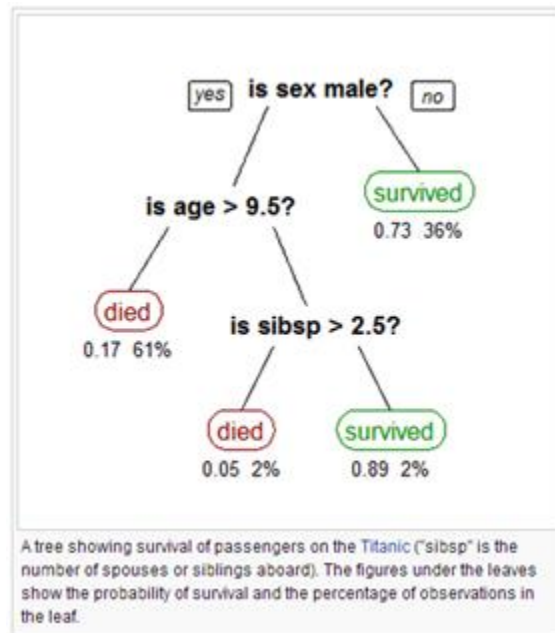 yes is sex male? no
is age > 9.5?
survived
0.73 36%
died
0.17 61%
is sibsp > 2.5?
died survived
0.05 2% 0.89 2%
A tree showing survival of passengers on the Titanic ("sibsp" is the
number of spouses or siblings aboard). The figures under the leaves
show the probability of survival and the percentage of observations in
the leaf.